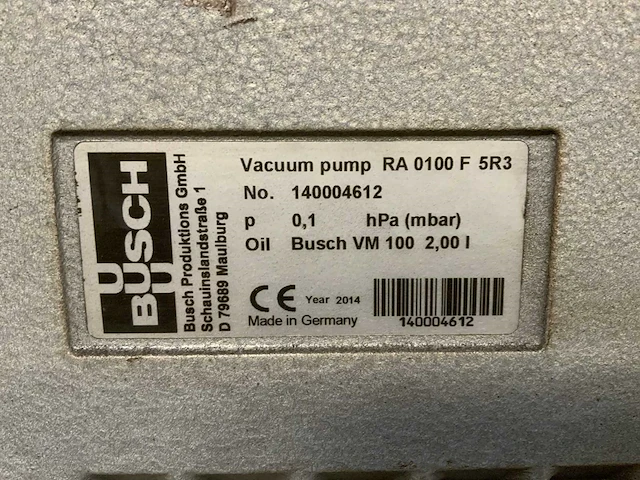 BUSCH
BUSCH
Busch Produktions GmbH
Schauinslandstraße 1
D 79689 Maulburg
Vacuum pump RA 0100 F 5R3
No. 140004612
p 0,1 hPa (mbar)
Oil Busch VM 100 2,00 l
CE Year 2014
Made in Germany
140004612